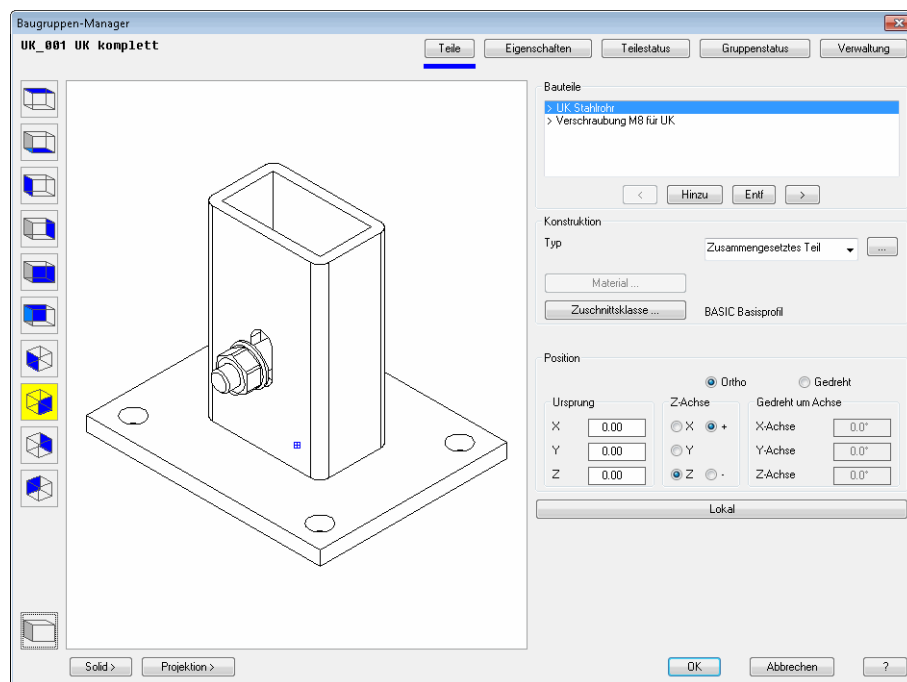 Baugruppen-Manager
UK_001 UK komplett
Teile Eigenschaften Teilestatus Gruppenstatus Verwaltung
Bauteile
> UK Stahlrohr
> Verschraubung M8 für UK
< Hinzu Entf >
Konstruktion
Typ Zusammengesetztes Teil ...
Material ...
Zuschnittsklasse ... BASIC Basisprofil
Position
Ortho Gedreht
Ursprung Z-Achse Gedreht um Achse
X 0.00 X + X-Achse 0.0°
Y 0.00 Y Y-Achse 0.0°
Z 0.00 Z - Z-Achse 0.0°
Lokal
Solid > Projektion > OK Abbrechen ?